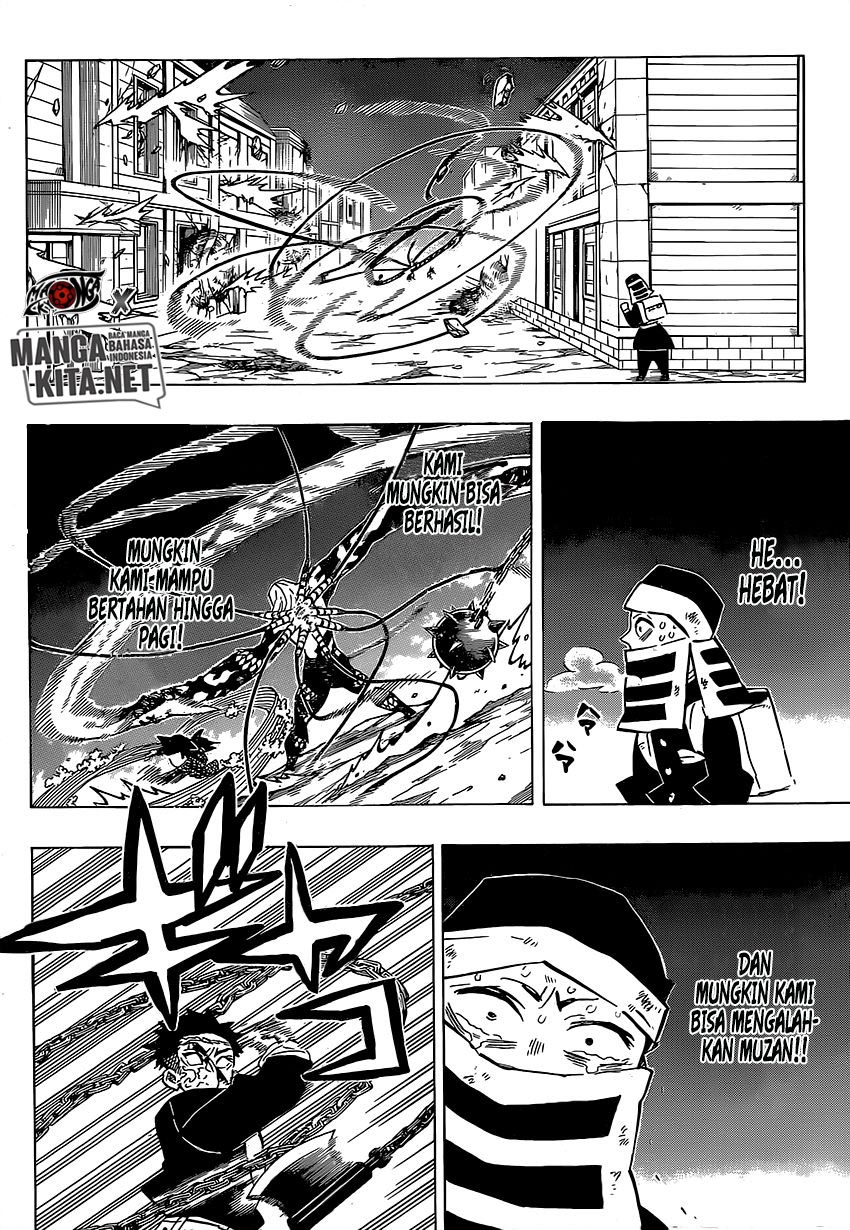 MANGA
X
MANGA
KITA.NET
BACA MANGA
BAHASA
INDONESIA
HE...
HEBAT!
KAMI
MUNGKIN BISA
BERHASIL!
MUNGKIN
KAMI MAMPU
BERTAHAN HINGGA
PAGI!
DAN
MUNGKIN KAMI
BISA MENGALAH-
KAN MUZAN!!